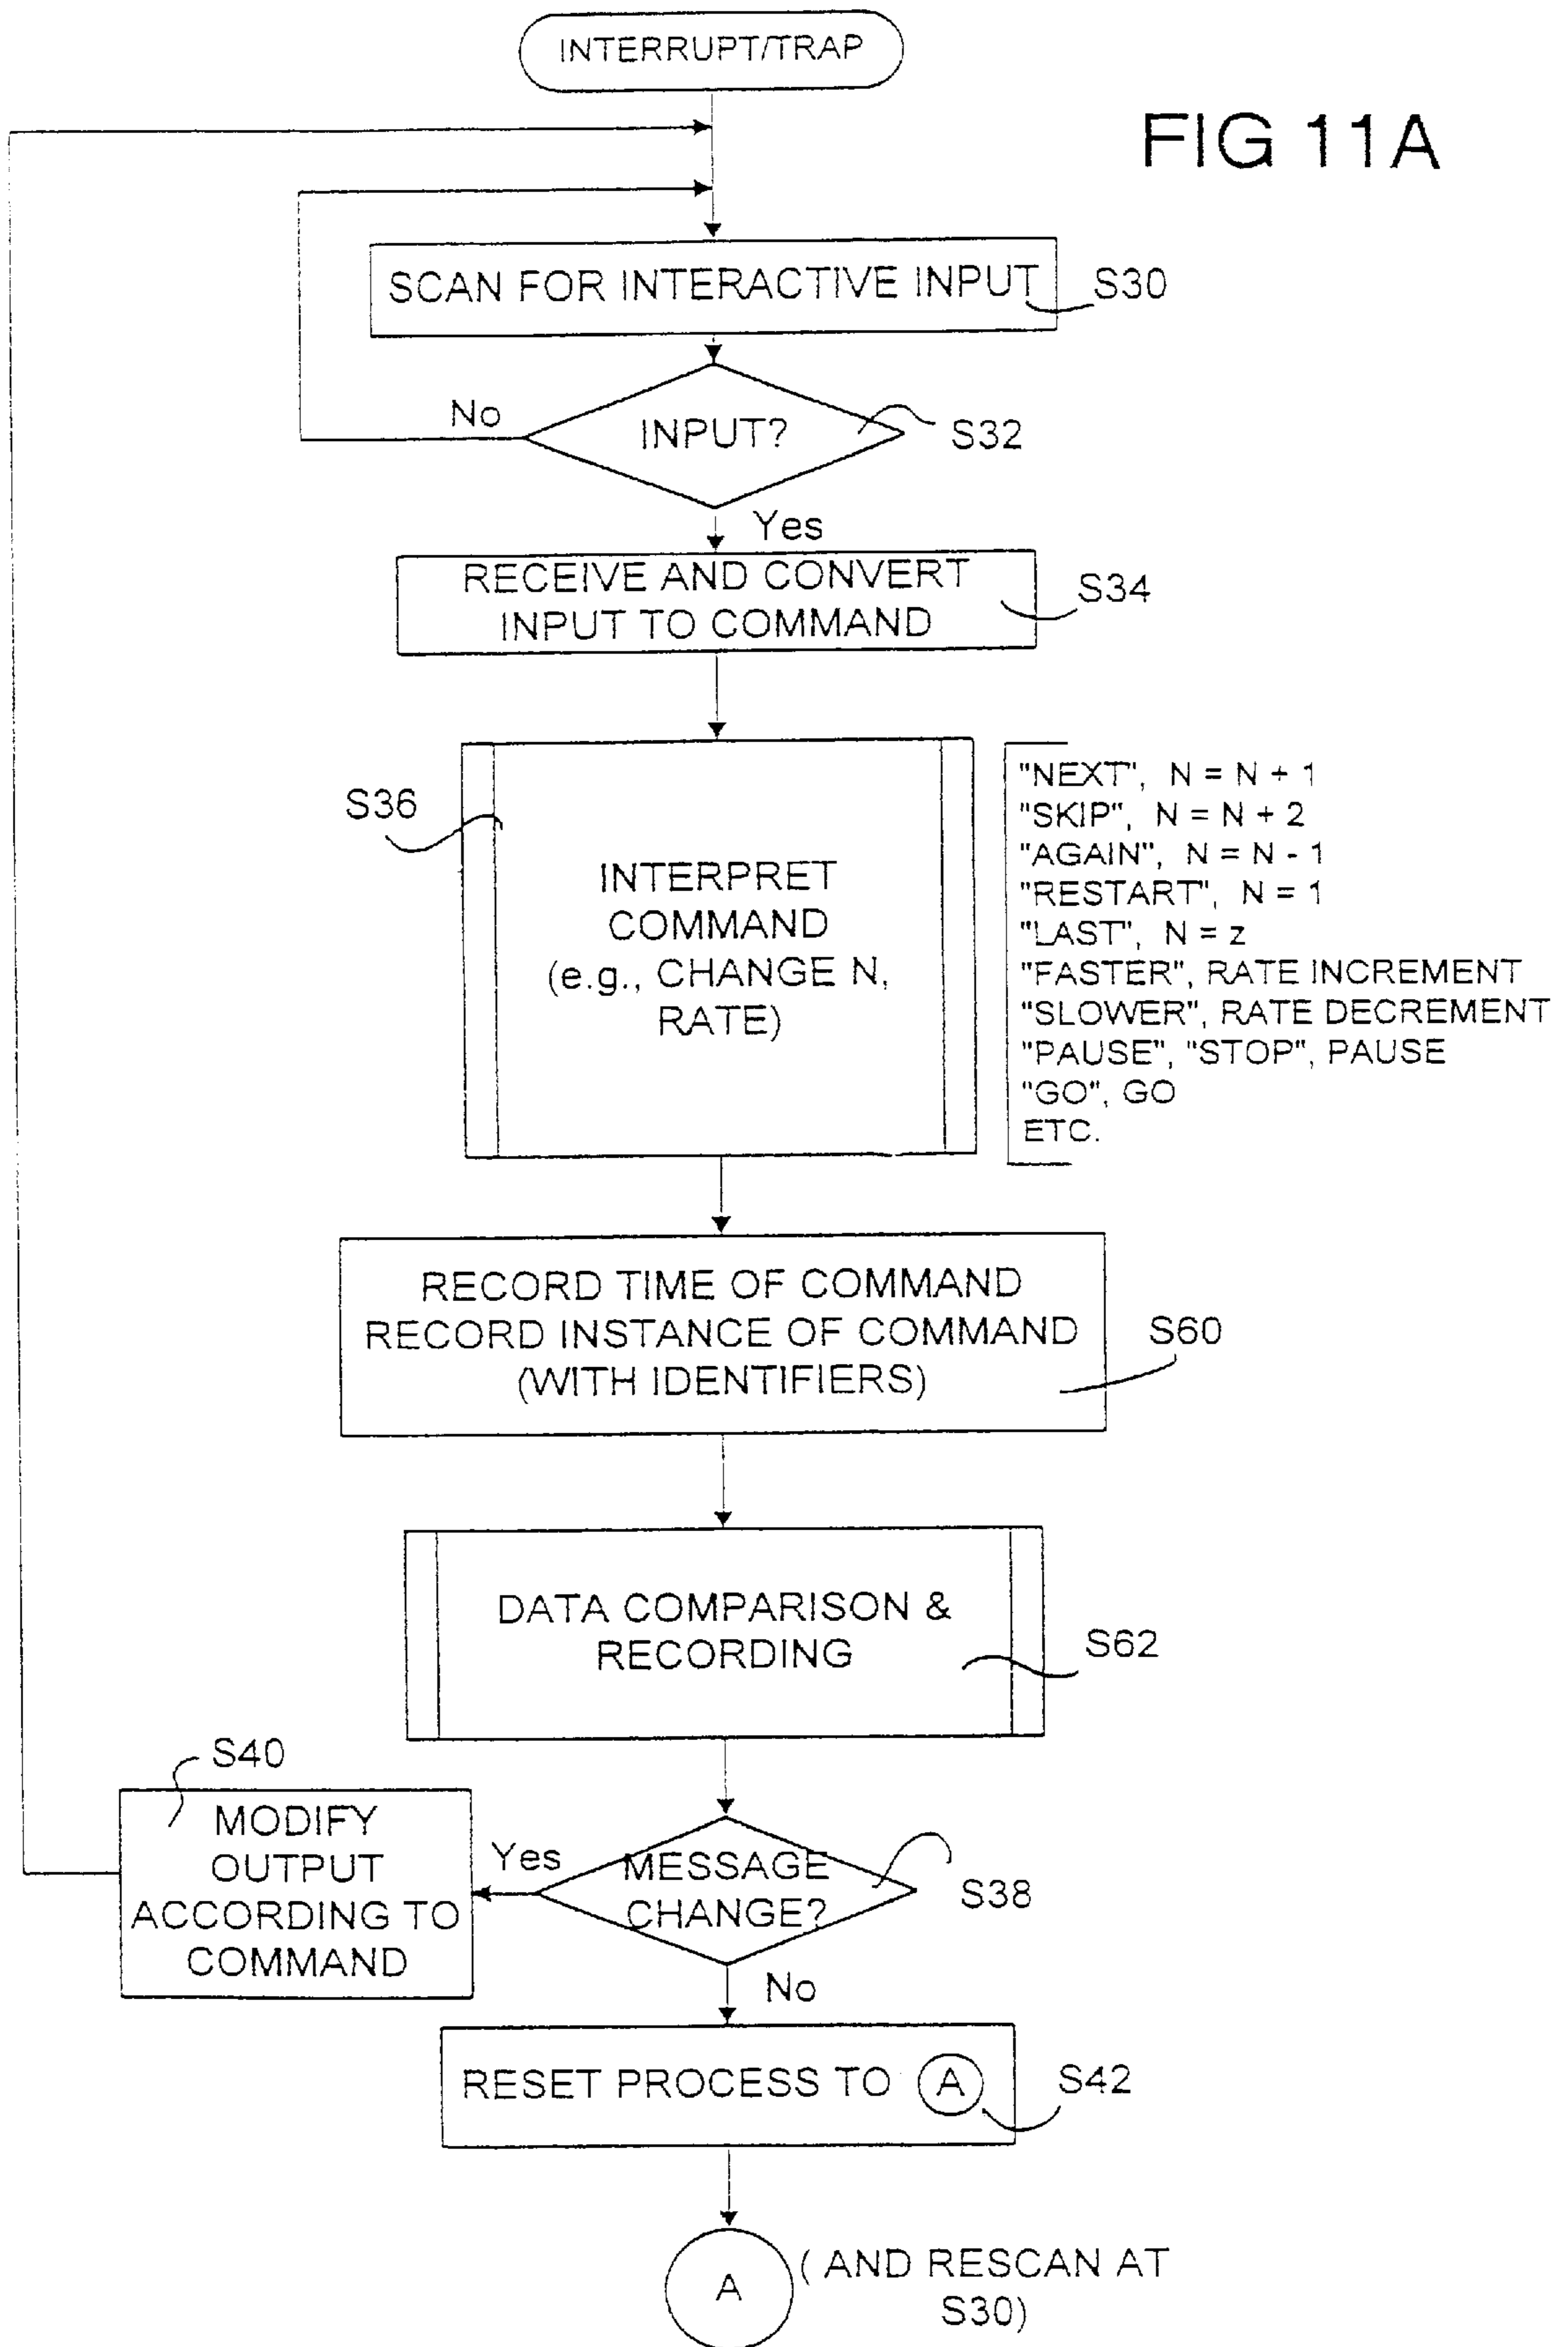 INTERRUPT/TRAP
FIG 11A
SCAN FOR INTERACTIVE INPUT
S30
No
INPUT?
S32
Yes
RECEIVE AND CONVERT
INPUT TO COMMAND
S34
S36
INTERPRET
COMMAND
(e.g., CHANGE N,
RATE)
"NEXT", N = N + 1
"SKIP", N = N + 2
"AGAIN", N = N - 1
"RESTART", N = 1
"LAST", N = z
"FASTER", RATE INCREMENT
"SLOWER", RATE DECREMENT
"PAUSE", "STOP", PAUSE
"GO", GO
ETC.
RECORD TIME OF COMMAND
RECORD INSTANCE OF COMMAND
(WITH IDENTIFIERS)
S60
DATA COMPARISON &
RECORDING
S62
S40
MODIFY
OUTPUT
ACCORDING TO
COMMAND
Yes
MESSAGE
CHANGE?
S38
No
RESET PROCESS TO A
S42
A
( AND RESCAN AT
S30)